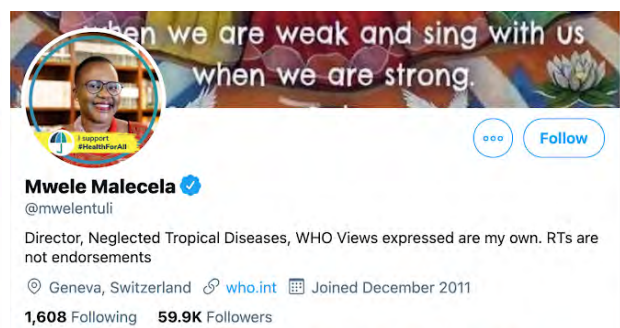 when we are weak and sing with us
when we are strong.
I support
#HealthForAll
Follow
Mwele Malecela
@mwelentuli
Director, Neglected Tropical Diseases, WHO Views expressed are my own. RTs are
not endorsements
Geneva, Switzerland who.int Joined December 2011
1,608 Following 59.9K Followers